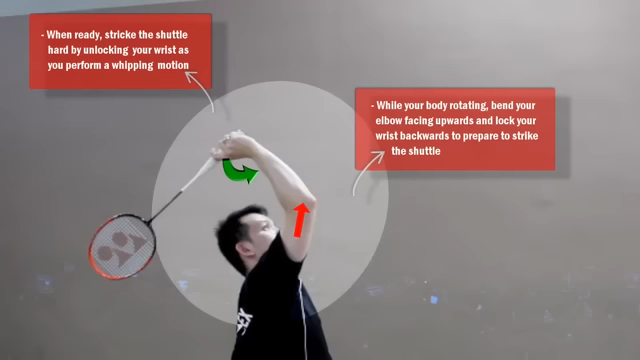 - When ready, stricke the shuttle
hard by unlocking your wrist as
you perform a whipping motion
- While your body rotating, bend your
elbow facing upwards and lock your
wrist backwards to prepare to strike
the shuttle